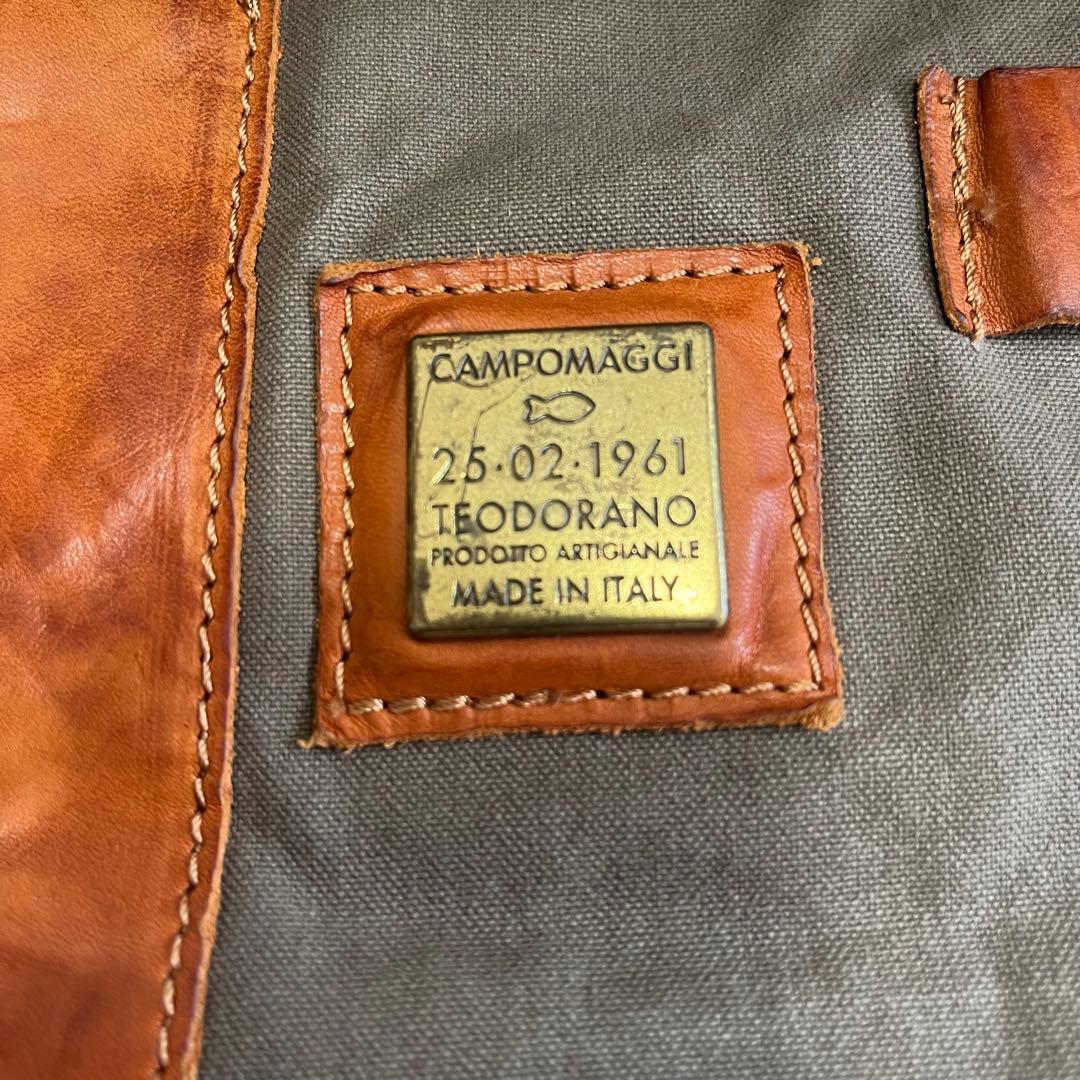 CAMPOMAGGI
25·02·1961
TEODORANO
PRODOTTO ARTIGIANALE
MADE IN ITALY